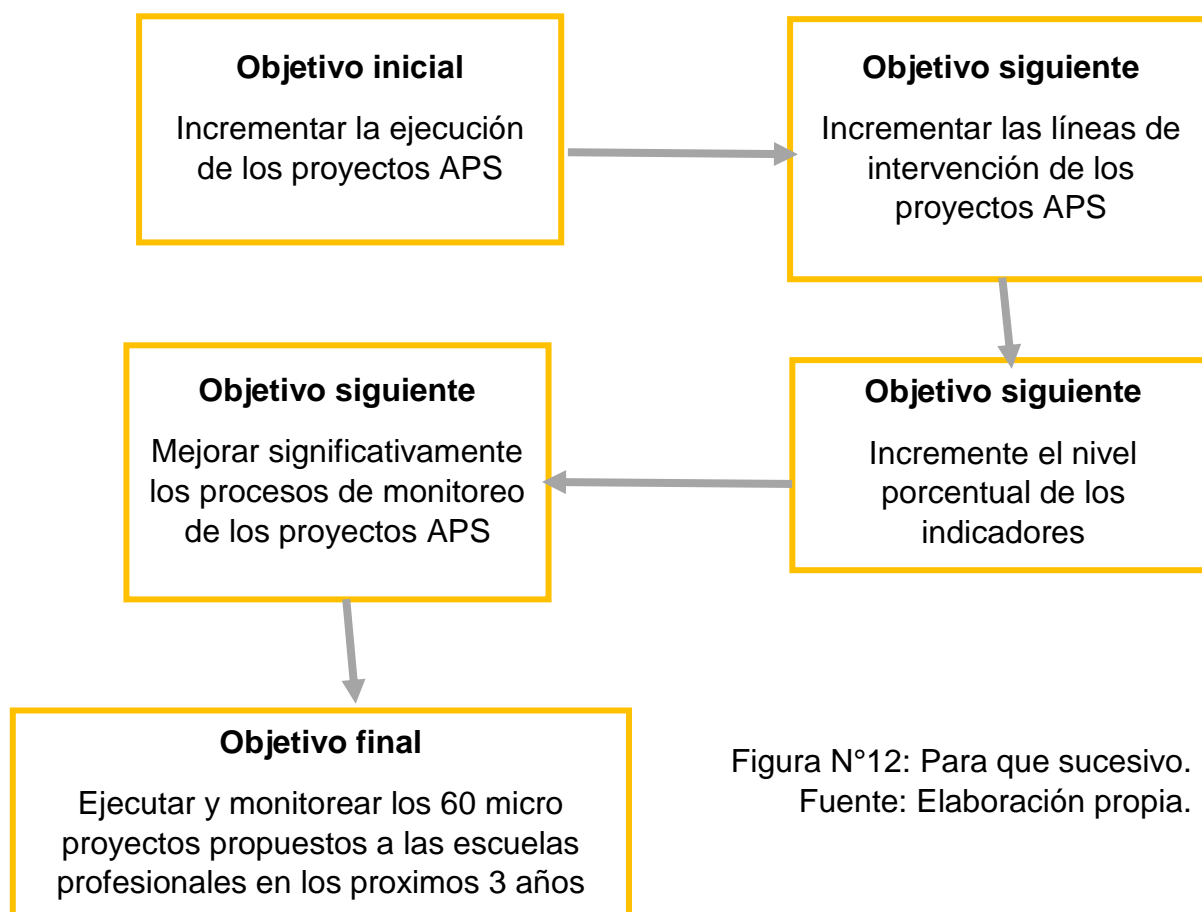 Objetivo inicial
Incrementar la ejecución
de los proyectos APS
Objetivo siguiente
Incrementar las líneas de
intervención de los
proyectos APS
Objetivo siguiente
Incremente el nivel
porcentual de los
indicadores
Objetivo siguiente
Mejorar significativamente
los procesos de monitoreo
de los proyectos APS
Objetivo final
Ejecutar y monitorear los 60 micro
proyectos propuestos a las escuelas
profesionales en los proximos 3 años
Figura N°12: Para que sucesivo.
Fuente: Elaboración propia.